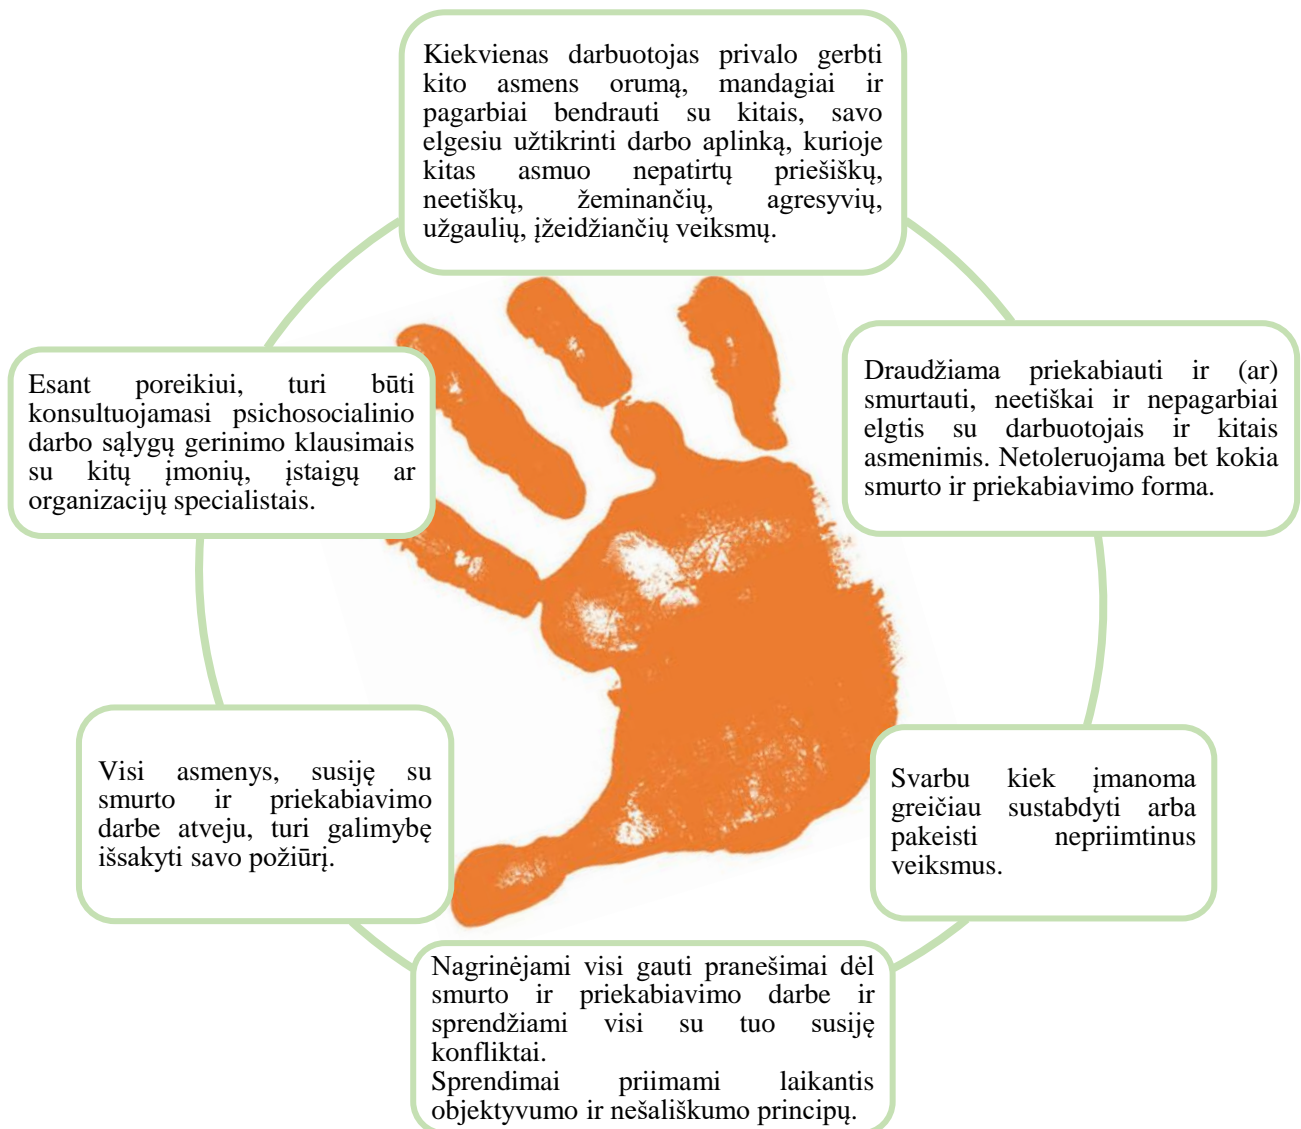 Kiekvienas darbuotojas privalo gerbti
kito asmens orumą, mandagiai ir
pagarbiai bendrauti su kitais, savo
elgesiu užtikrinti darbo aplinką, kurioje
kitas asmuo nepatirtų priešiškų,
neetiškų, žeminančių, agresyvių,
užgaulių, įžeidžiančių veiksmų.
Draudžiama priekabiauti ir (ar)
smurtauti, neetiškai ir nepagarbiai
elgtis su darbuotojais ir kitais
asmenimis. Netoleruojama bet kokia
smurto ir priekabiavimo forma.
Svarbu kiek įmanoma
greičiau sustabdyti arba
pakeisti nepriimtinus
veiksmus.
Nagrinėjami visi gauti pranešimai dėl
smurto ir priekabiavimo darbe ir
sprendžiami visi su tuo susiję
konfliktai.
Sprendimai priimami laikantis
objektyvumo ir nešališkumo principų.
Visi asmenys, susiję su
smurto ir priekabiavimo
darbe atveju, turi galimybę
išsakyti savo požiūrį.
Esant poreikiui, turi būti
konsultuojamasi psichosocialinio
darbo sąlygų gerinimo klausimais
su kitų įmonių, įstaigų ar
organizacijų specialistais.